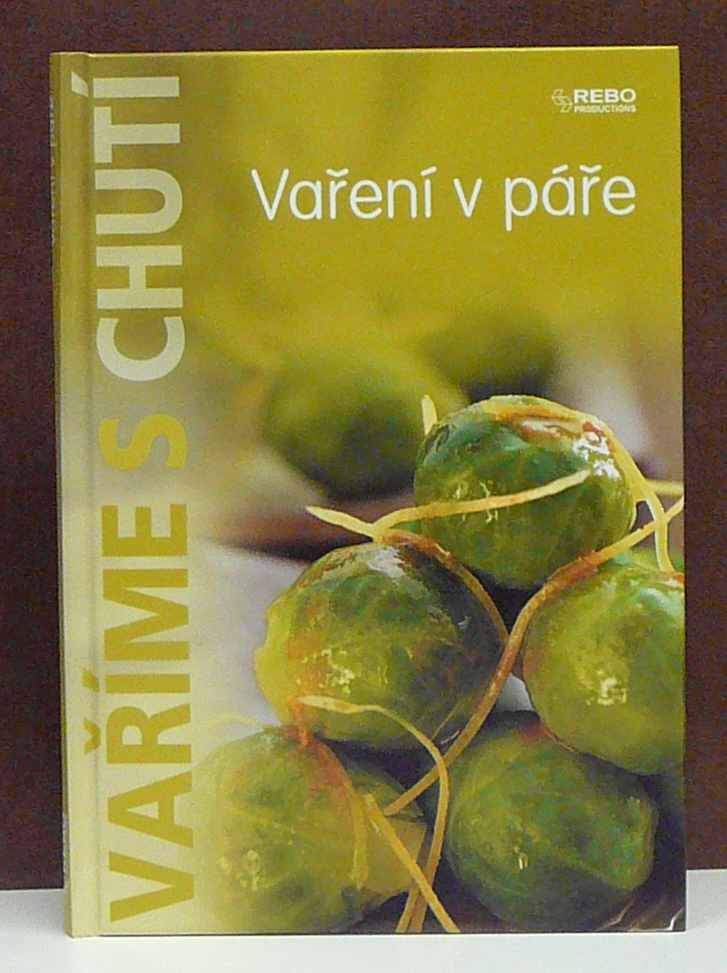 REBO
PRODUCTIONS
Vaření v páře
VAŘÍME S CHUTÍ